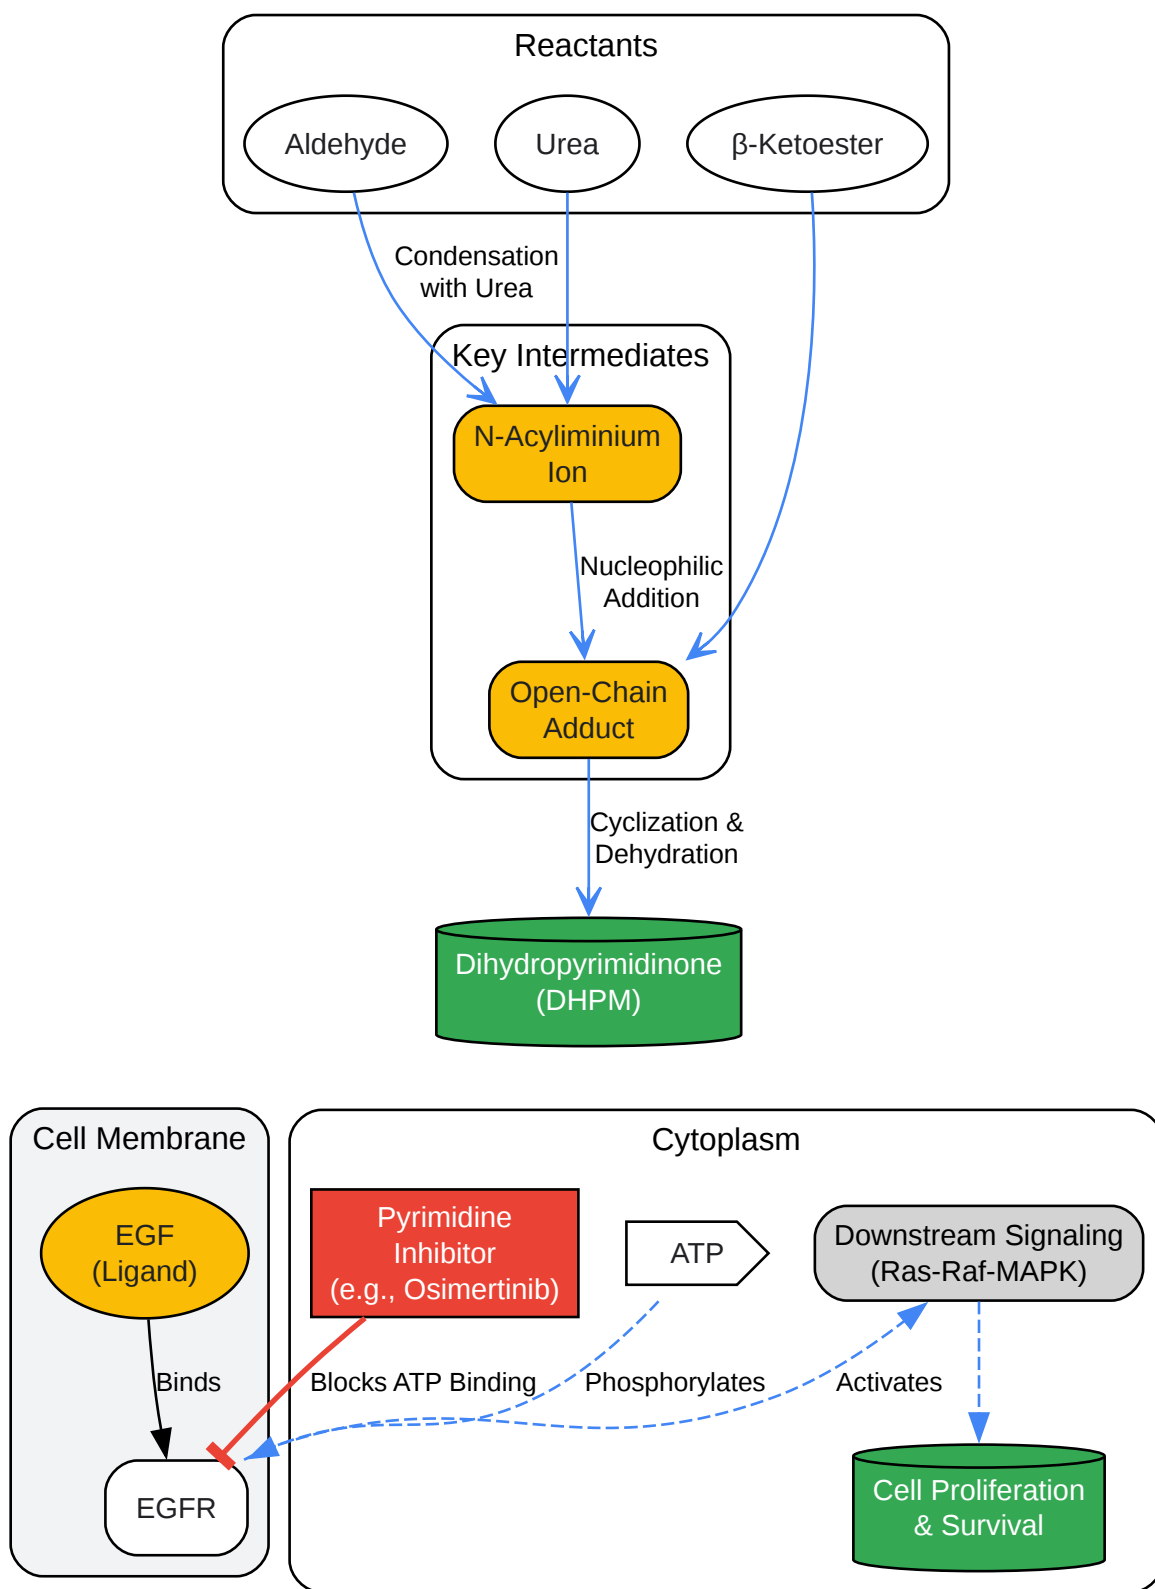 Reactants
Aldehyde
Urea
β-Ketoester
Condensation
with Urea
Key Intermediates
N-Acyliminium
Ion
Nucleophilic
Addition
Open-Chain
Adduct
Cyclization &
Dehydration
Dihydropyrimidinone
(DHPM)
Cell Membrane
EGF
(Ligand)
Binds
EGFR
Cytoplasm
Pyrimidine
Inhibitor
(e.g., Osimertinib)
ATP
Downstream Signaling
(Ras-Raf-MAPK)
Blocks ATP Binding
Phosphorylates
Activates
Cell Proliferation
& Survival